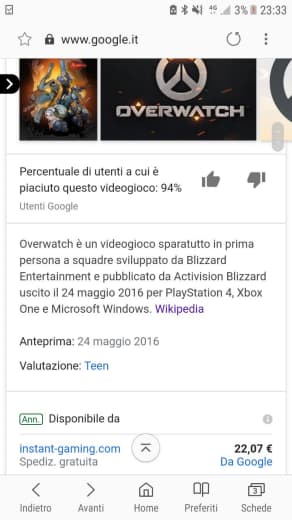 4G 3% 23:33
www.google.it
OVERWATCH
Percentuale di utenti a cui è
piaciuto questo videogioco: 94%
Utenti Google
Overwatch è un videogioco sparatutto in prima
persona a squadre sviluppato da Blizzard
Entertainment e pubblicato da Activision Blizzard
uscito il 24 maggio 2016 per PlayStation 4, Xbox
One e Microsoft Windows. Wikipedia
Anteprima: 24 maggio 2016
Valutazione: Teen
Ann. Disponibile da
instant-gaming.com 22,07 €
Spediz. gratuita Da Google
3
Indietro Avanti Home Preferiti Schede